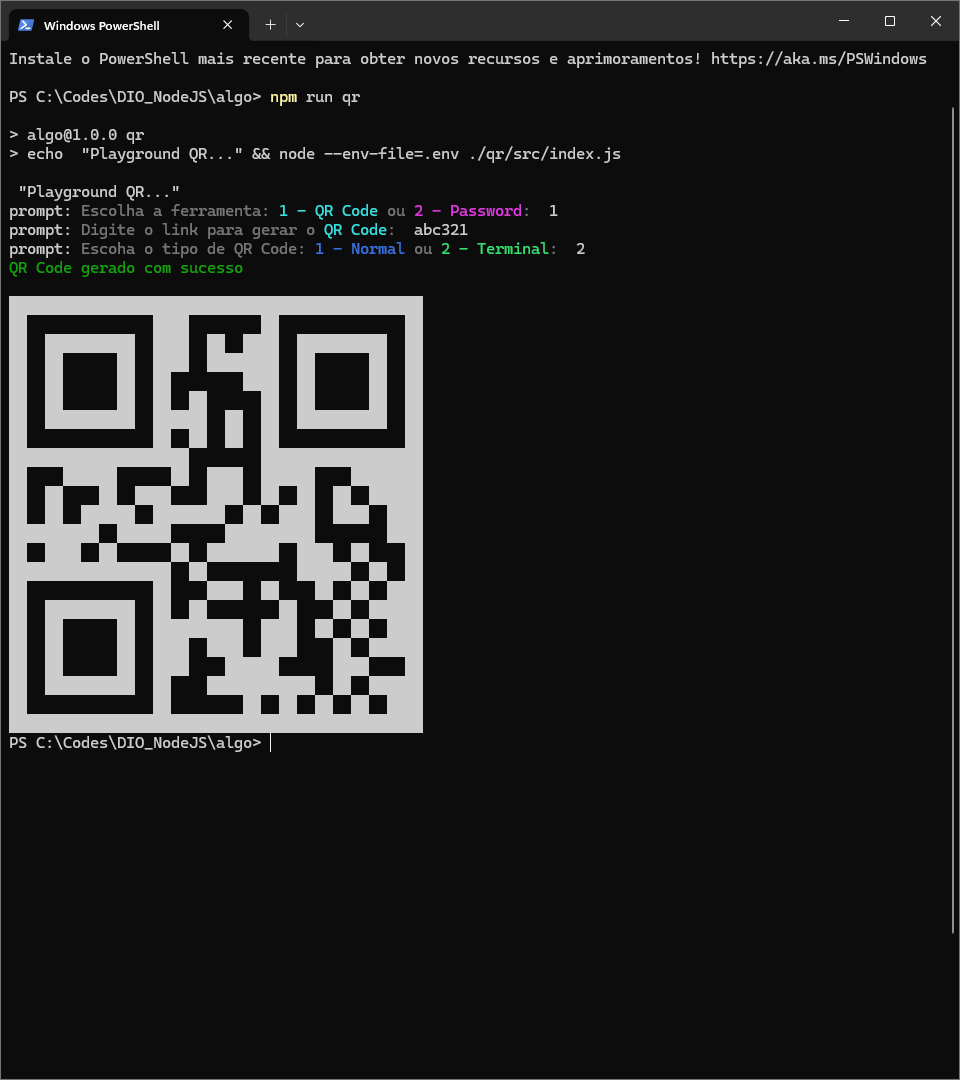 Windows PowerShell
Instale o PowerShell mais recente para obter novos recursos e aprimoramentos! https://aka.ms/PSWindows
PS C:\Codes\DIO_NodeJS\algo> npm run qr
> algo@1.0.0 qr
> echo  "Playground QR..." && node --env-file=.env ./qr/src/index.js
"Playground QR..."
prompt: Escolha a ferramenta: 1 - QR Code ou 2 - Password:  1
prompt: Digite o link para gerar o QR Code:  abc321
prompt: Escoha o tipo de QR Code: 1 - Normal ou 2 - Terminal:  2
QR Code gerado com sucesso
PS C:\Codes\DIO_NodeJS\algo>